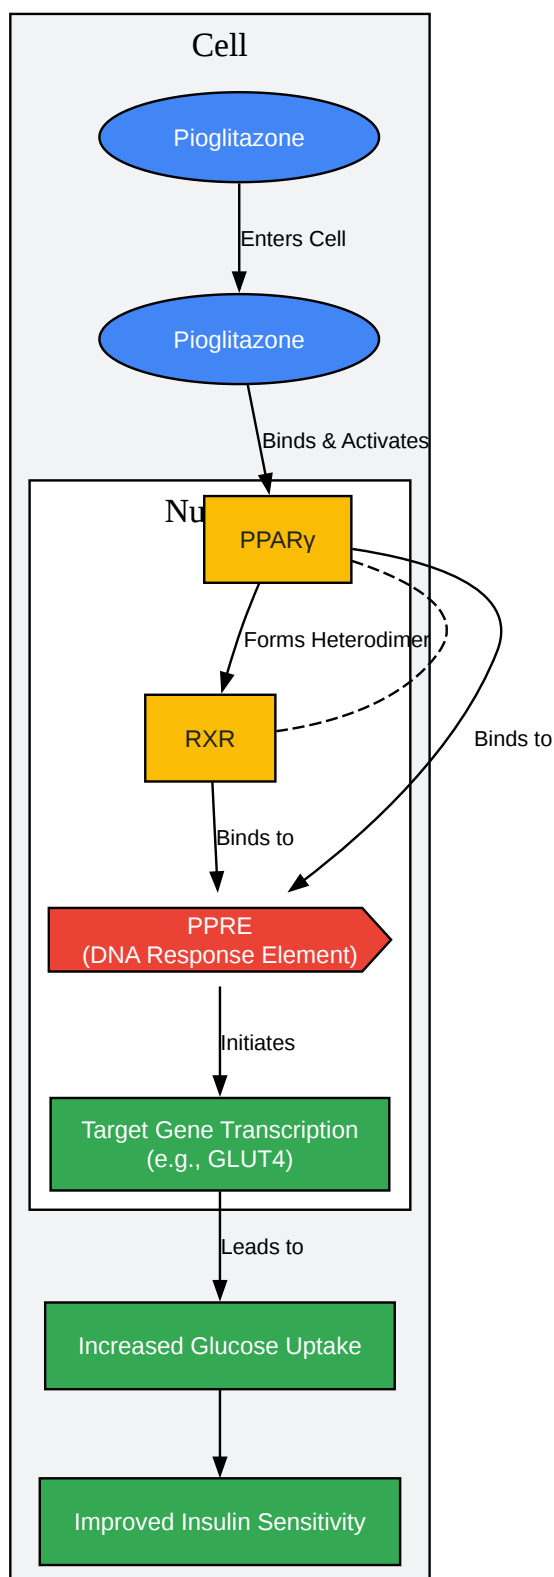 Cell
Pioglitazone
Enters Cell
Pioglitazone
Binds & Activates
PPARγ
Forms Heterodimer
RXR
Binds to
Binds to
PPRE
(DNA Response Element)
Initiates
Target Gene Transcription
(e.g., GLUT4)
Leads to
Increased Glucose Uptake
Improved Insulin Sensitivity